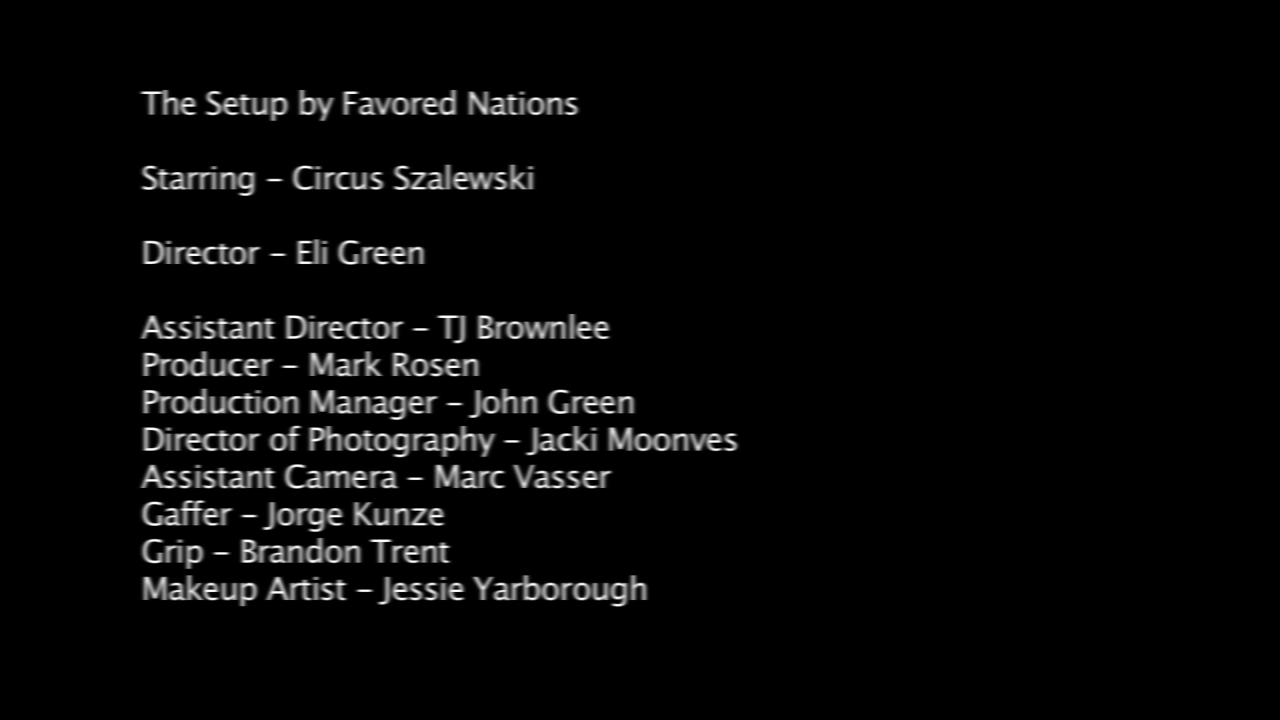 The Setup by Favored Nations
Starring – Circus Szalewski
Director – Eli Green
Assistant Director – TJ Brownlee
Producer – Mark Rosen
Production Manager – John Green
Director of Photography – Jacki Moonves
Assistant Camera – Marc Vasser
Gaffer – Jorge Kunze
Grip – Brandon Trent
Makeup Artist – Jessie Yarborough